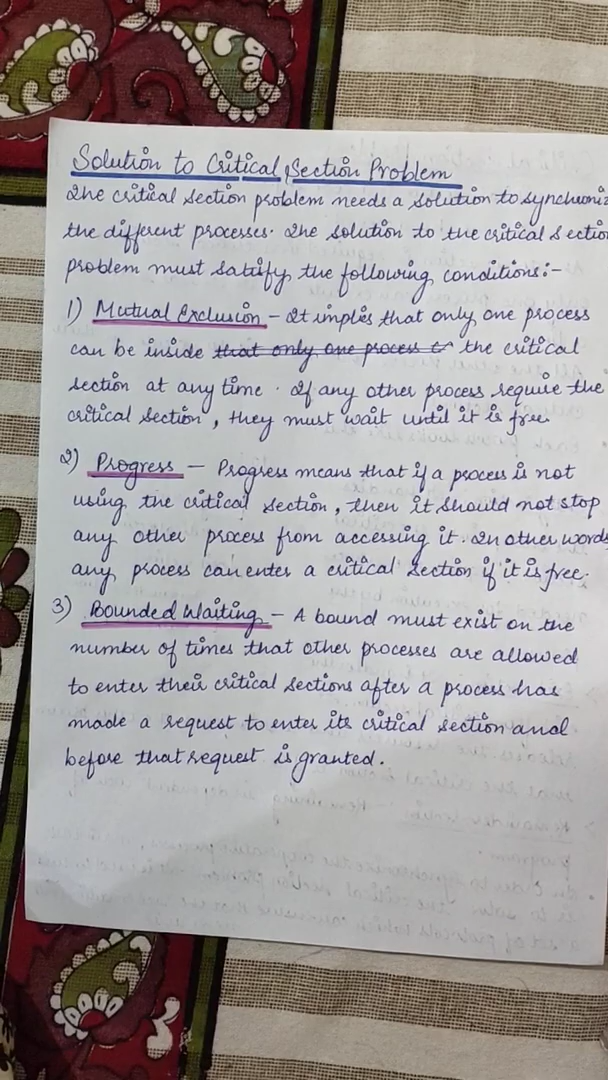 Solution to Critical Section Problem
The critical section problem needs a solution to synchroniz
the different processes. The solution to the critical sectio
problem must satisfy the following conditions:-
1) Mutual Exclusion - It implies that only one process
can be inside that only one process c the critical
section at any time. If any other process require the
critical section, they must wait until it is free.
2) Progress - Progress means that if a process is not
using the critical section, then it should not stop
any other process from accessing it. In other words
any process can enter a critical section if it is free.
3) Bounded Waiting - A bound must exist on the
number of times that other processes are allowed
to enter their critical sections after a process has
made a request to enter its critical section and
before that request is granted.